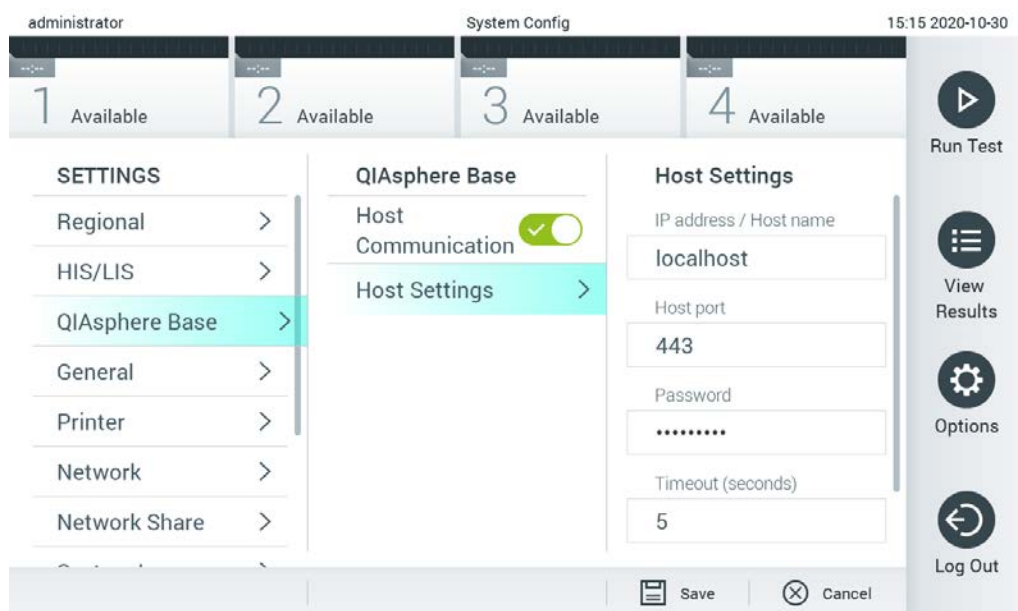 administrator
System Config
15:15 2020-10-30
--:--
--:--
--:--
--:--
1 Available
2 Available
3 Available
4 Available
Run Test
View
Results
Options
Log Out
SETTINGS
Regional
HIS/LIS
QIAsphere Base
General
Printer
Network
Network Share
QIAsphere Base
Host
Communication
Host Settings
Host Settings
IP address / Host name
localhost
Host port
443
Password
•••••••••
Timeout (seconds)
5
Save
Cancel